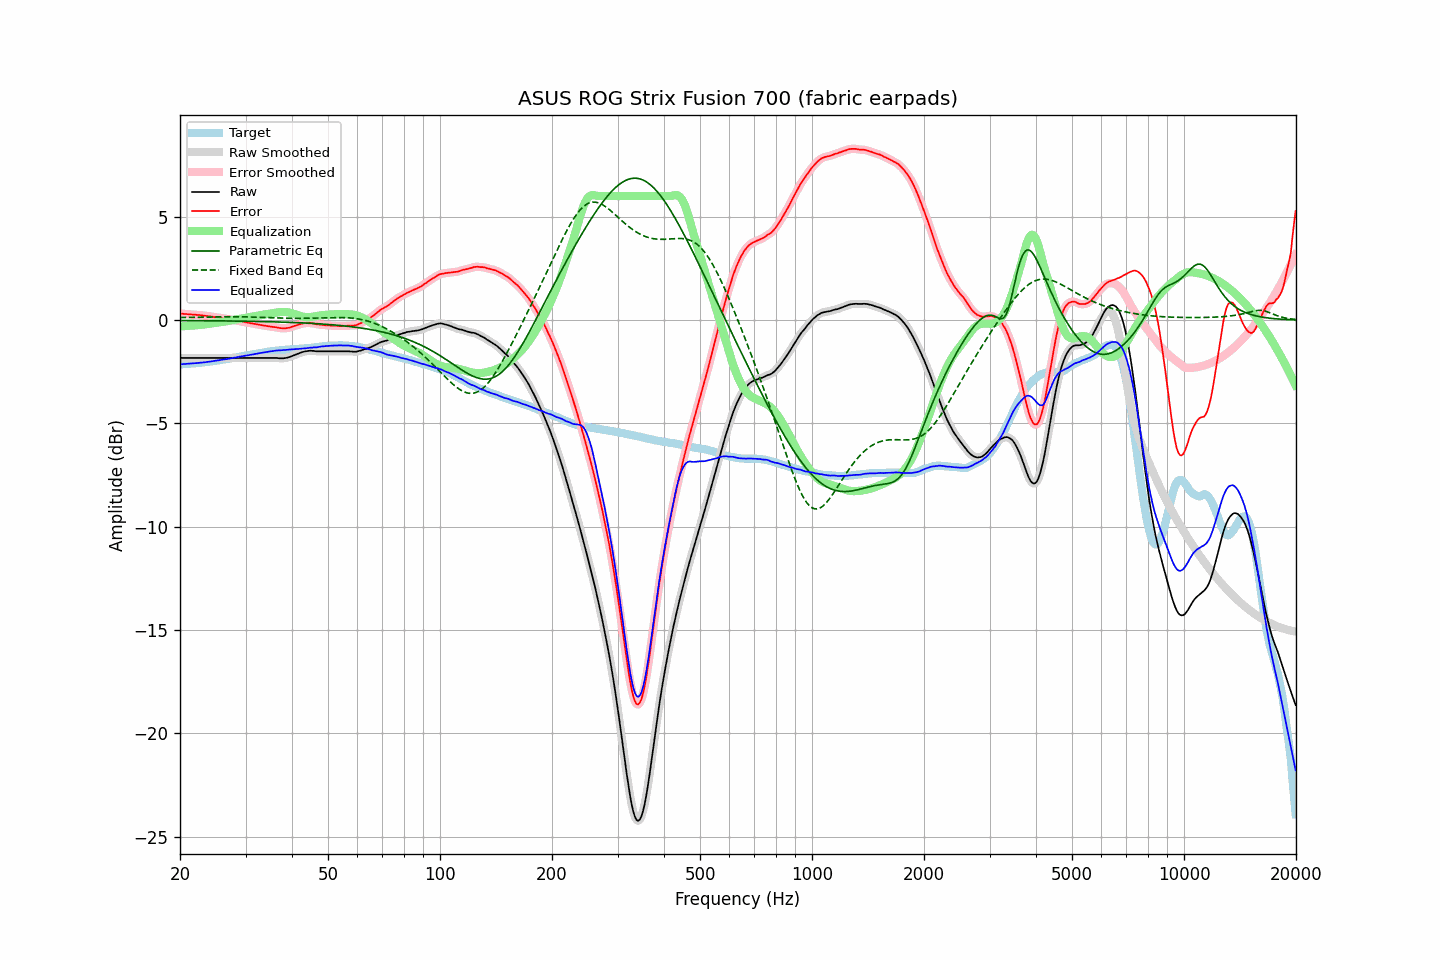 ASUS ROG Strix Fusion 700 (fabric earpads)
Target
Raw Smoothed
Error Smoothed
Raw
Error
Equalization
Parametric Eq
Fixed Band Eq
Equalized
5
0
−5
−10
−15
−20
−25
Amplitude (dBr)
20 50 100 200 500 1000 2000 5000 10000 20000
Frequency (Hz)